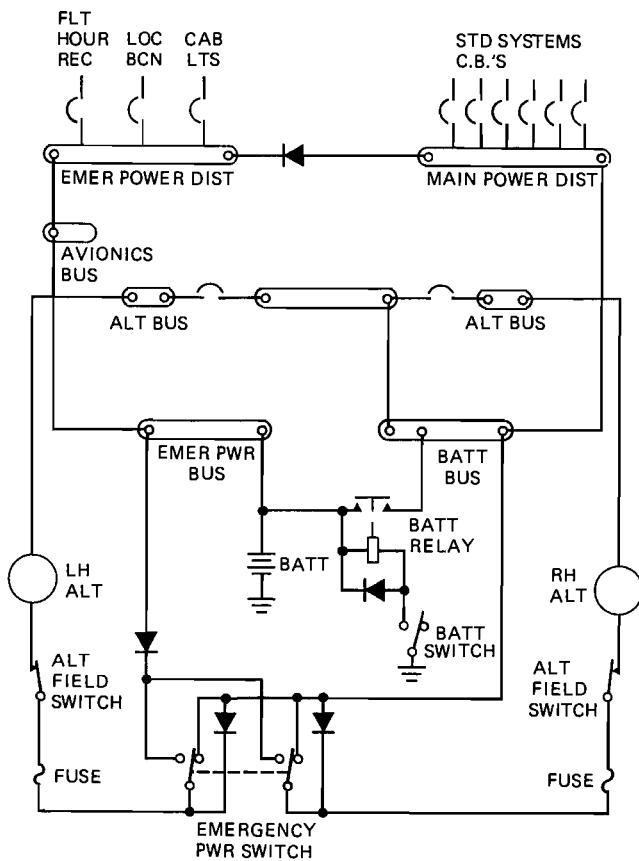 FLT
HOUR
REC
LOC
BCN
CAB
LTS
STD SYSTEMS
C.B.'S
EMER POWER DIST
MAIN POWER DIST
AVIONICS
BUS
ALT BUS
ALT BUS
EMER PWR
BUS
BATT
BUS
BATT
RELAY
BATT
LH
ALT
RH
ALT
BATT
SWITCH
ALT
FIELD
SWITCH
ALT
FIELD
SWITCH
FUSE
FUSE
EMERGENCY
PWR SWITCH